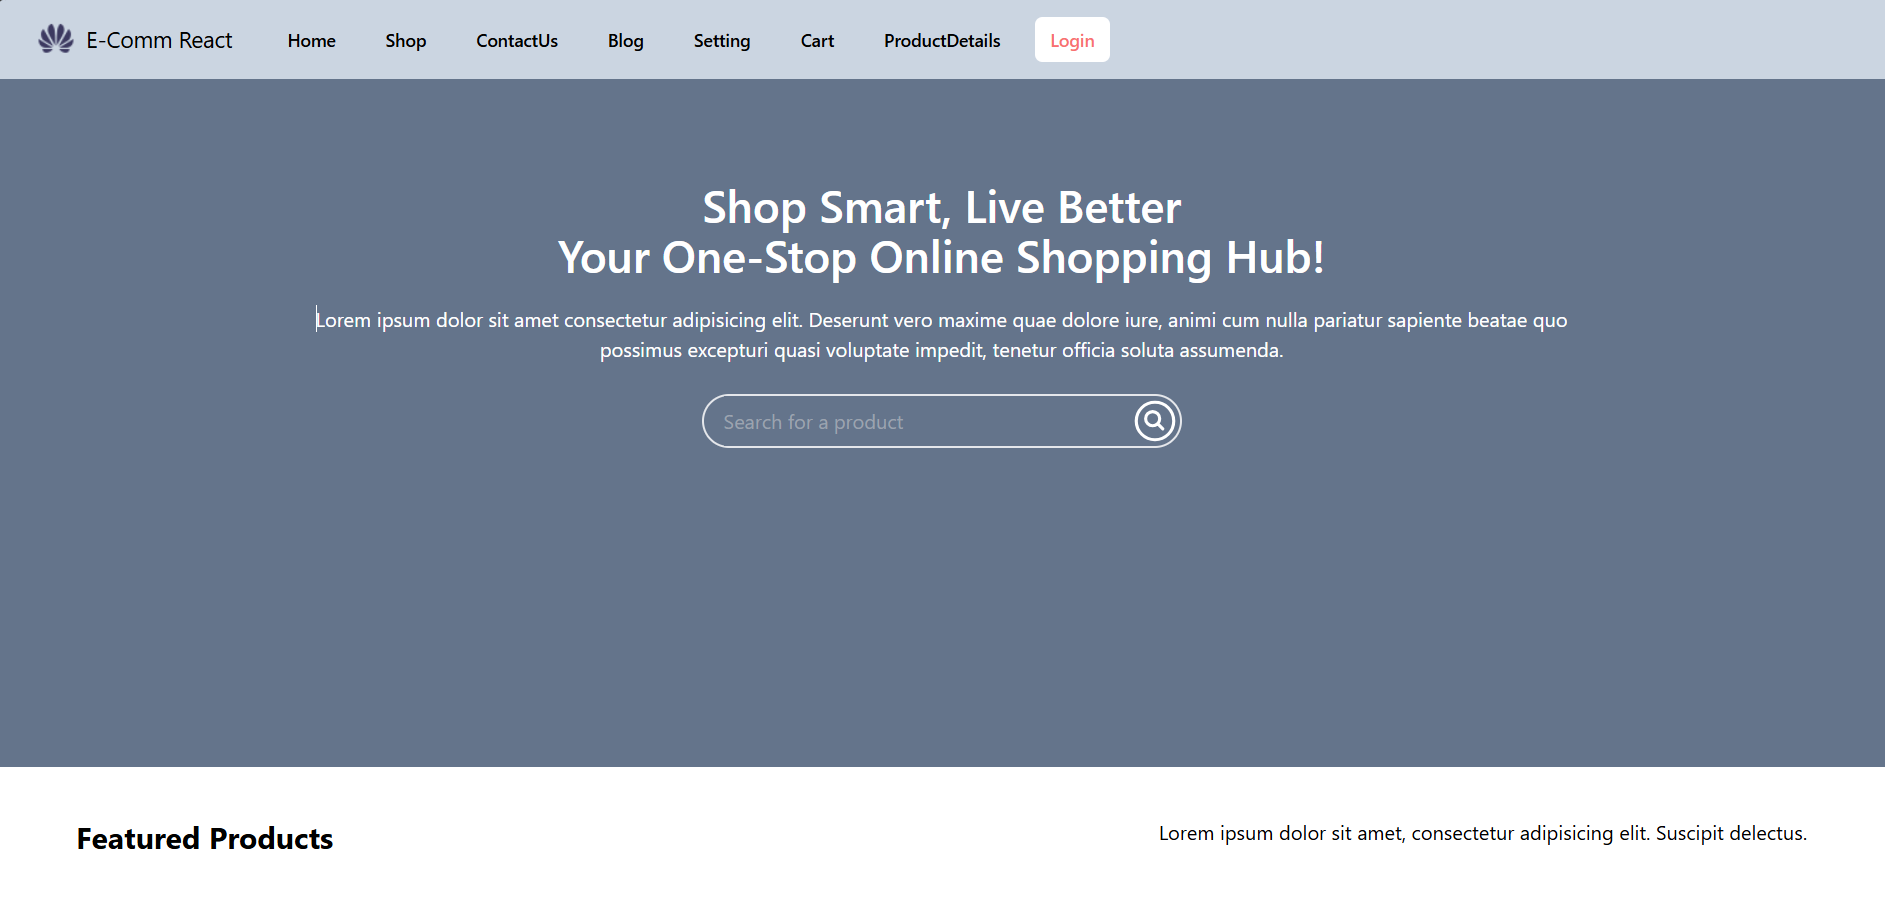 E-Comm React Home Shop ContactUs Blog Setting Cart ProductDetails Login
Shop Smart, Live Better
Your One-Stop Online Shopping Hub!
Lorem ipsum dolor sit amet consectetur adipisicing elit. Deserunt vero maxime quae dolore iure, animi cum nulla pariatur sapiente beatae quo
possimus excepturi quasi voluptate impedit, tenetur officia soluta assumenda.
Search for a product
Featured Products
Lorem ipsum dolor sit amet, consectetur adipisicing elit. Suscipit delectus.